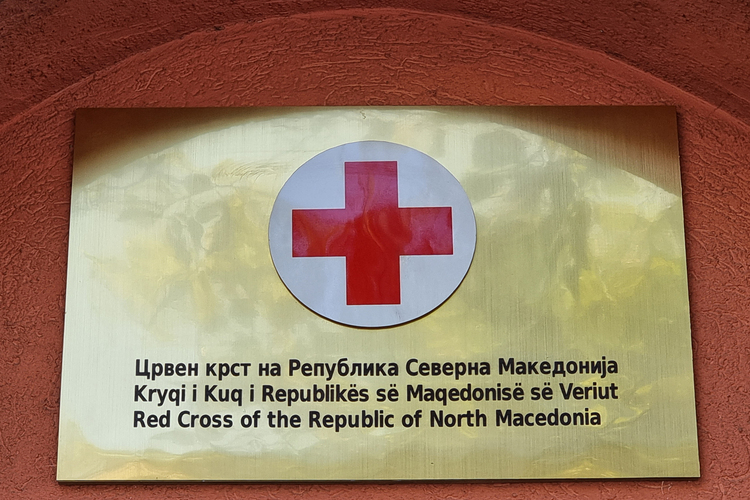 Црвен крст на Република Северна Македонија
Kryqi i Kuq i Republikës së Maqedonisë së Veriut
Red Cross of the Republic of North Macedonia